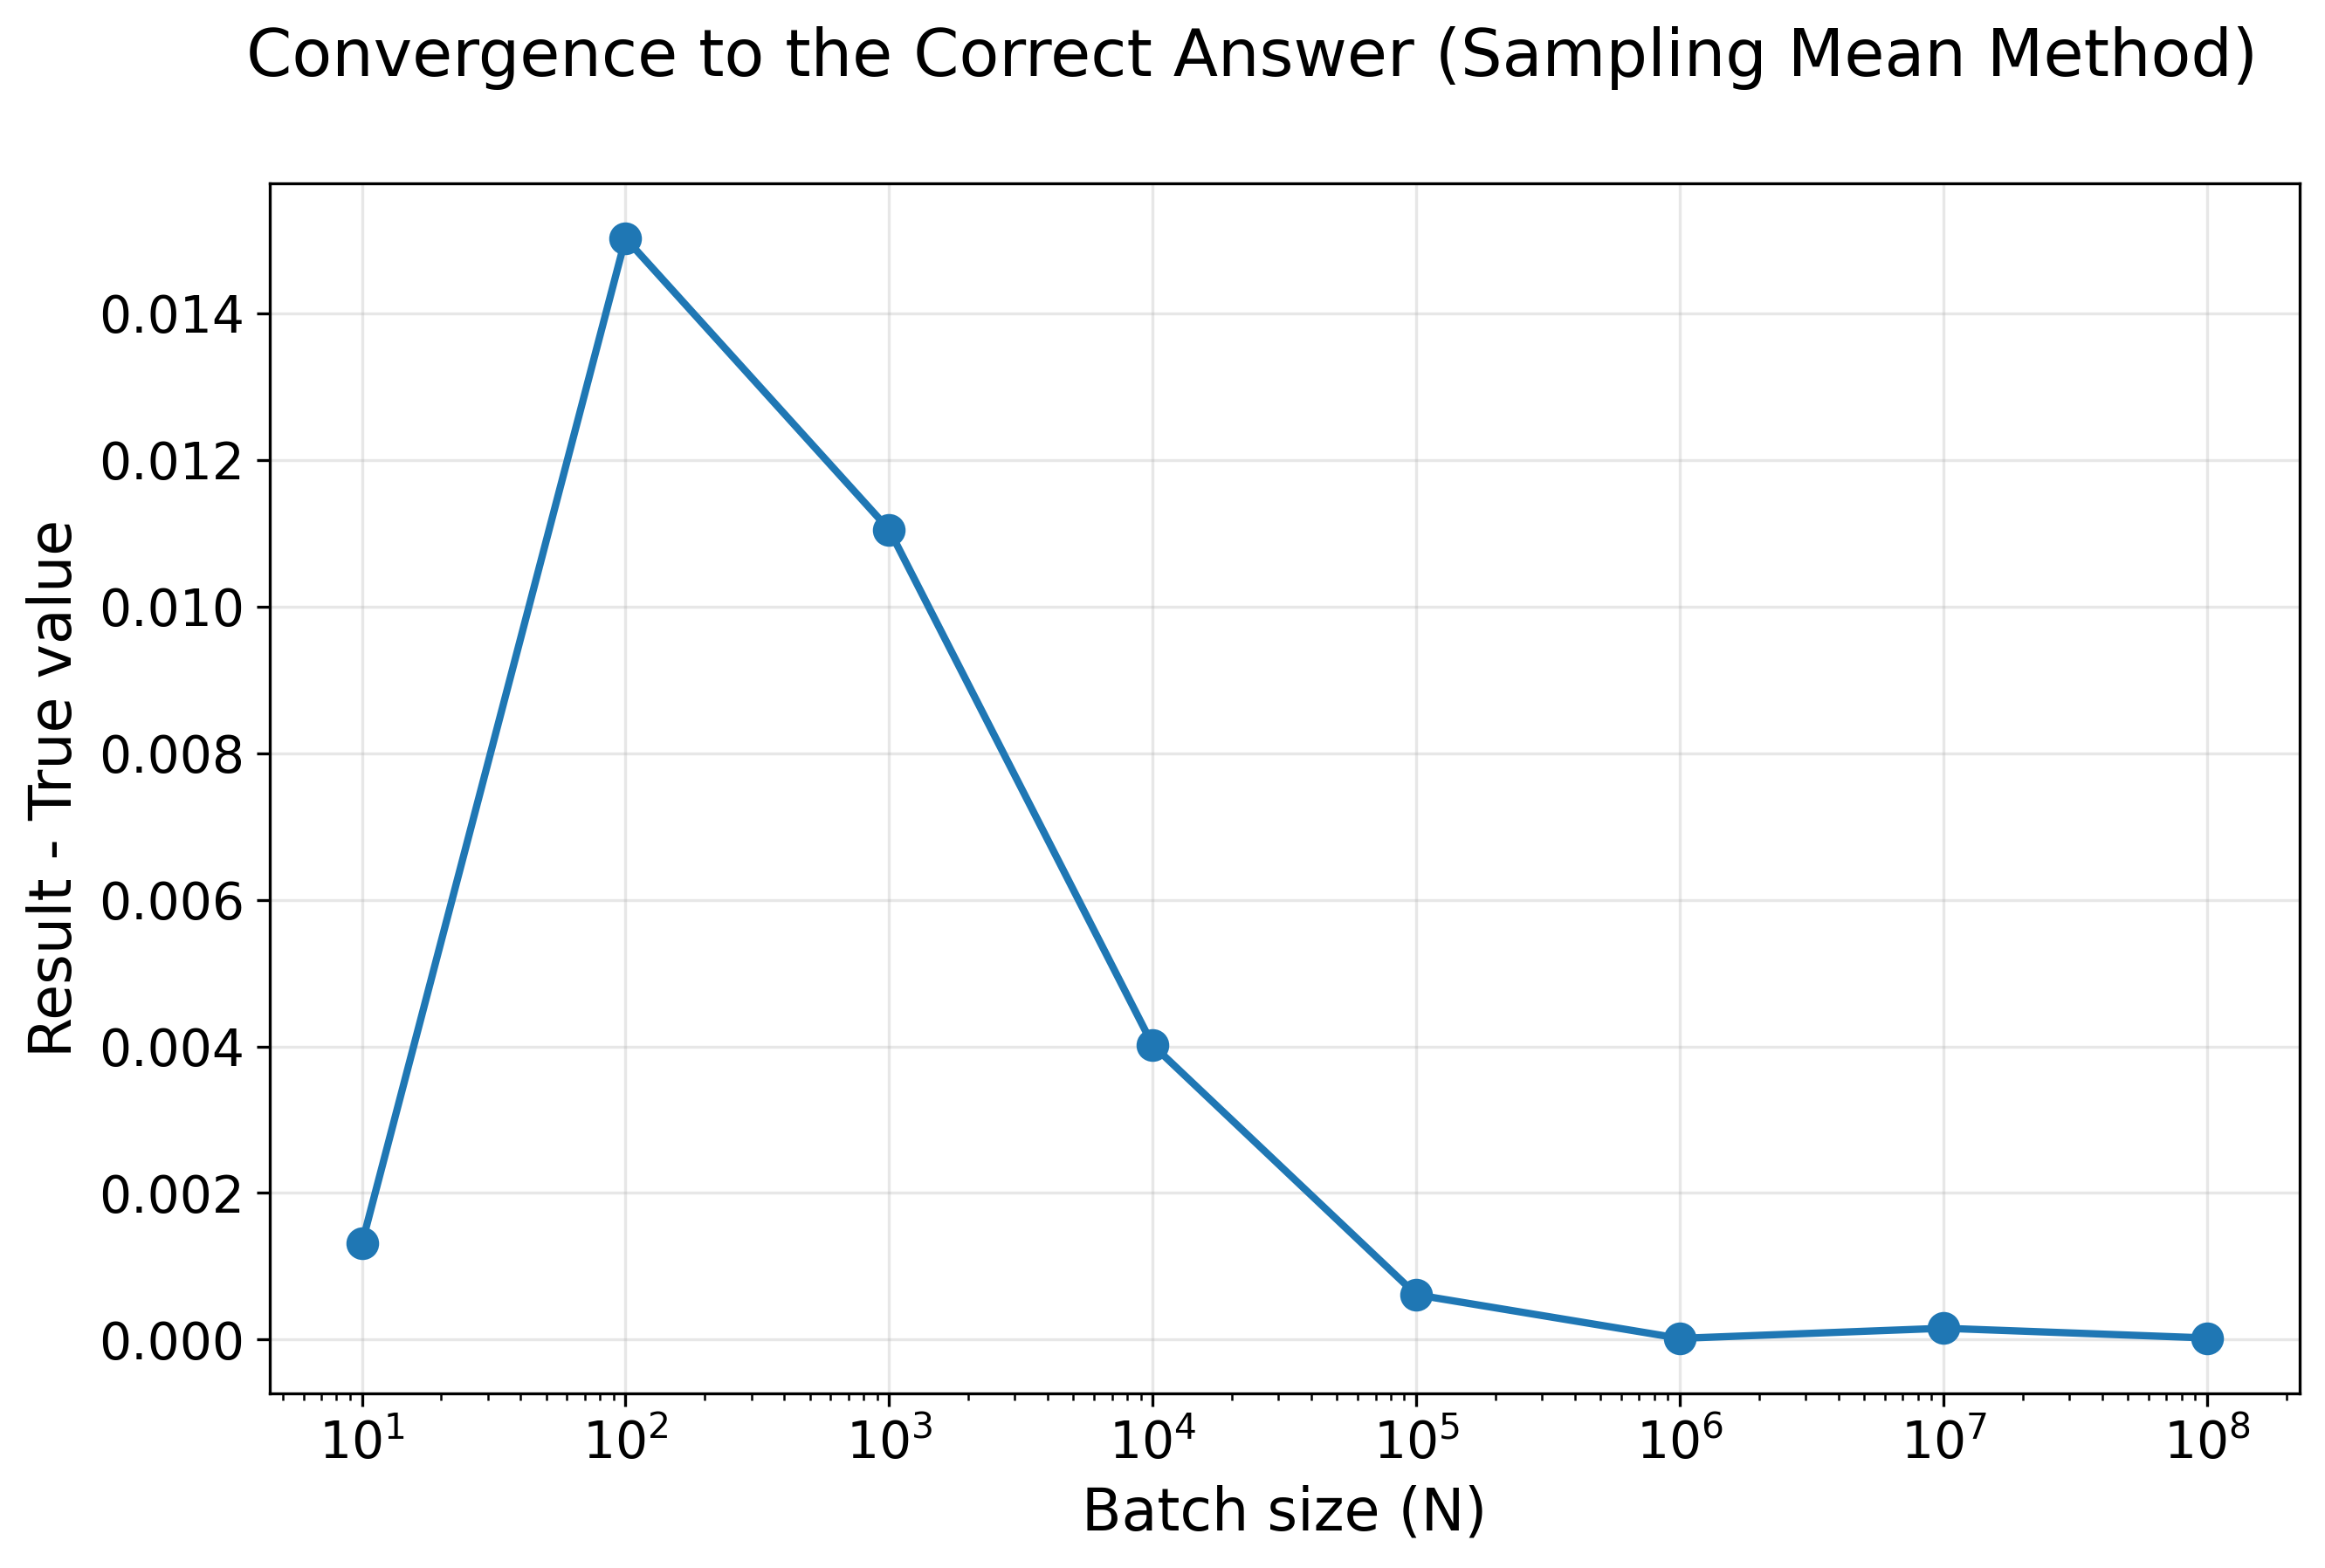 Convergence to the Correct Answer (Sampling Mean Method)
Result - True value
0.014
0.012
0.010
0.008
0.006
0.004
0.002
0.000
10¹ 10² 10³ 10⁴ 10⁵ 10⁶ 10⁷ 10⁸
Batch size (N)